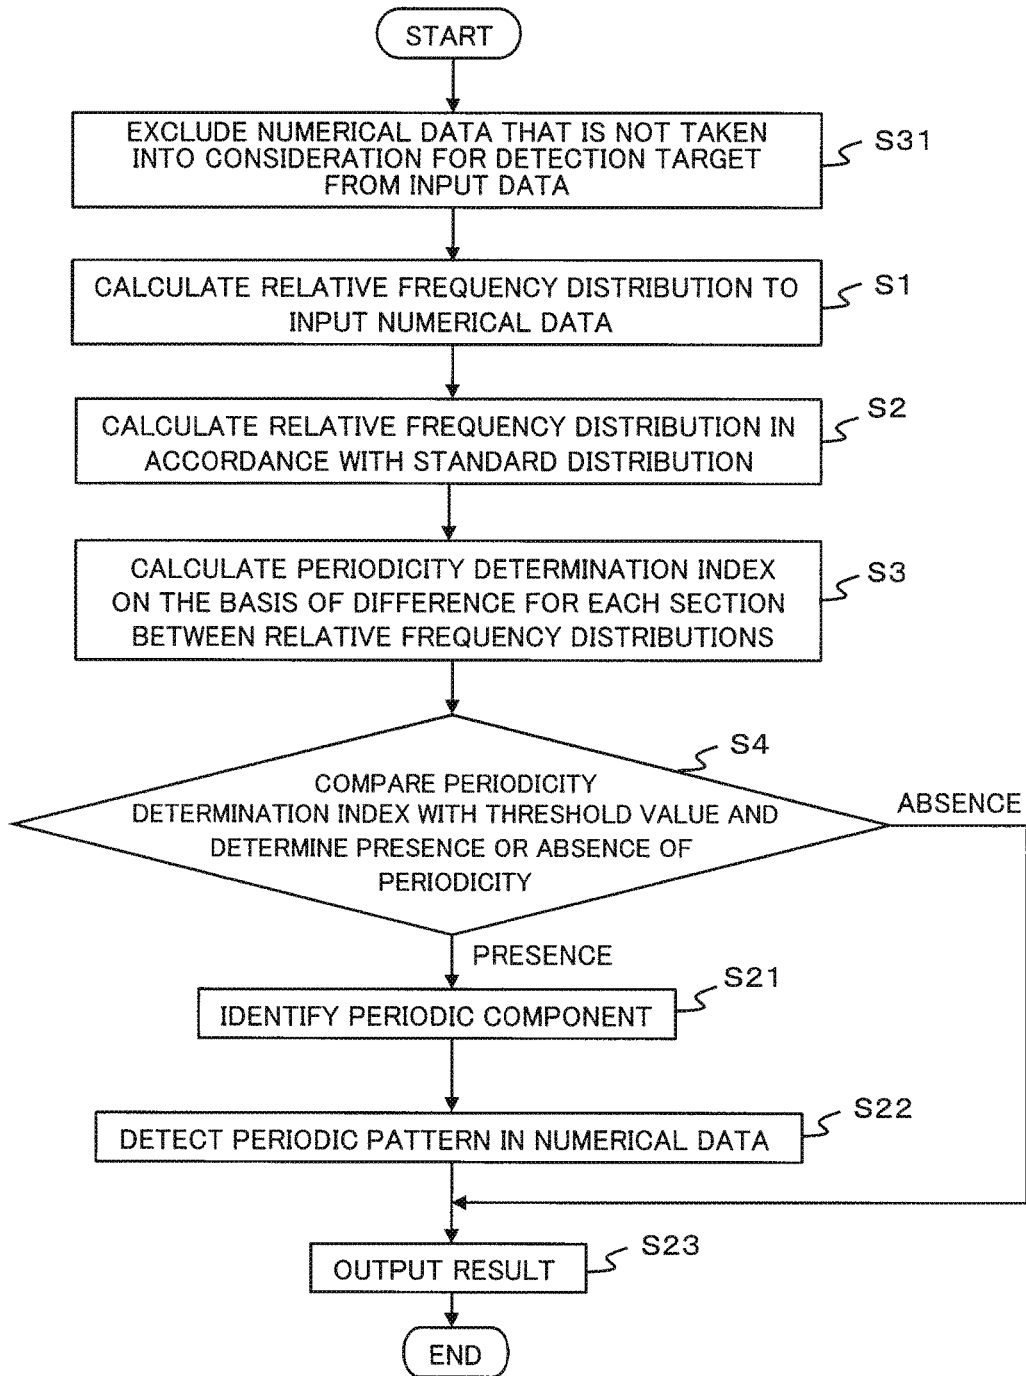 START
EXCLUDE NUMERICAL DATA THAT IS NOT TAKEN
INTO CONSIDERATION FOR DETECTION TARGET
FROM INPUT DATA
S31
CALCULATE RELATIVE FREQUENCY DISTRIBUTION TO
INPUT NUMERICAL DATA
S1
CALCULATE RELATIVE FREQUENCY DISTRIBUTION IN
ACCORDANCE WITH STANDARD DISTRIBUTION
S2
CALCULATE PERIODICITY DETERMINATION INDEX
ON THE BASIS OF DIFFERENCE FOR EACH SECTION
BETWEEN RELATIVE FREQUENCY DISTRIBUTIONS
S3
S4
COMPARE PERIODICITY
DETERMINATION INDEX WITH THRESHOLD VALUE AND
DETERMINE PRESENCE OR ABSENCE OF
PERIODICITY
ABSENCE
PRESENCE
S21
IDENTIFY PERIODIC COMPONENT
S22
DETECT PERIODIC PATTERN IN NUMERICAL DATA
S23
OUTPUT RESULT
END